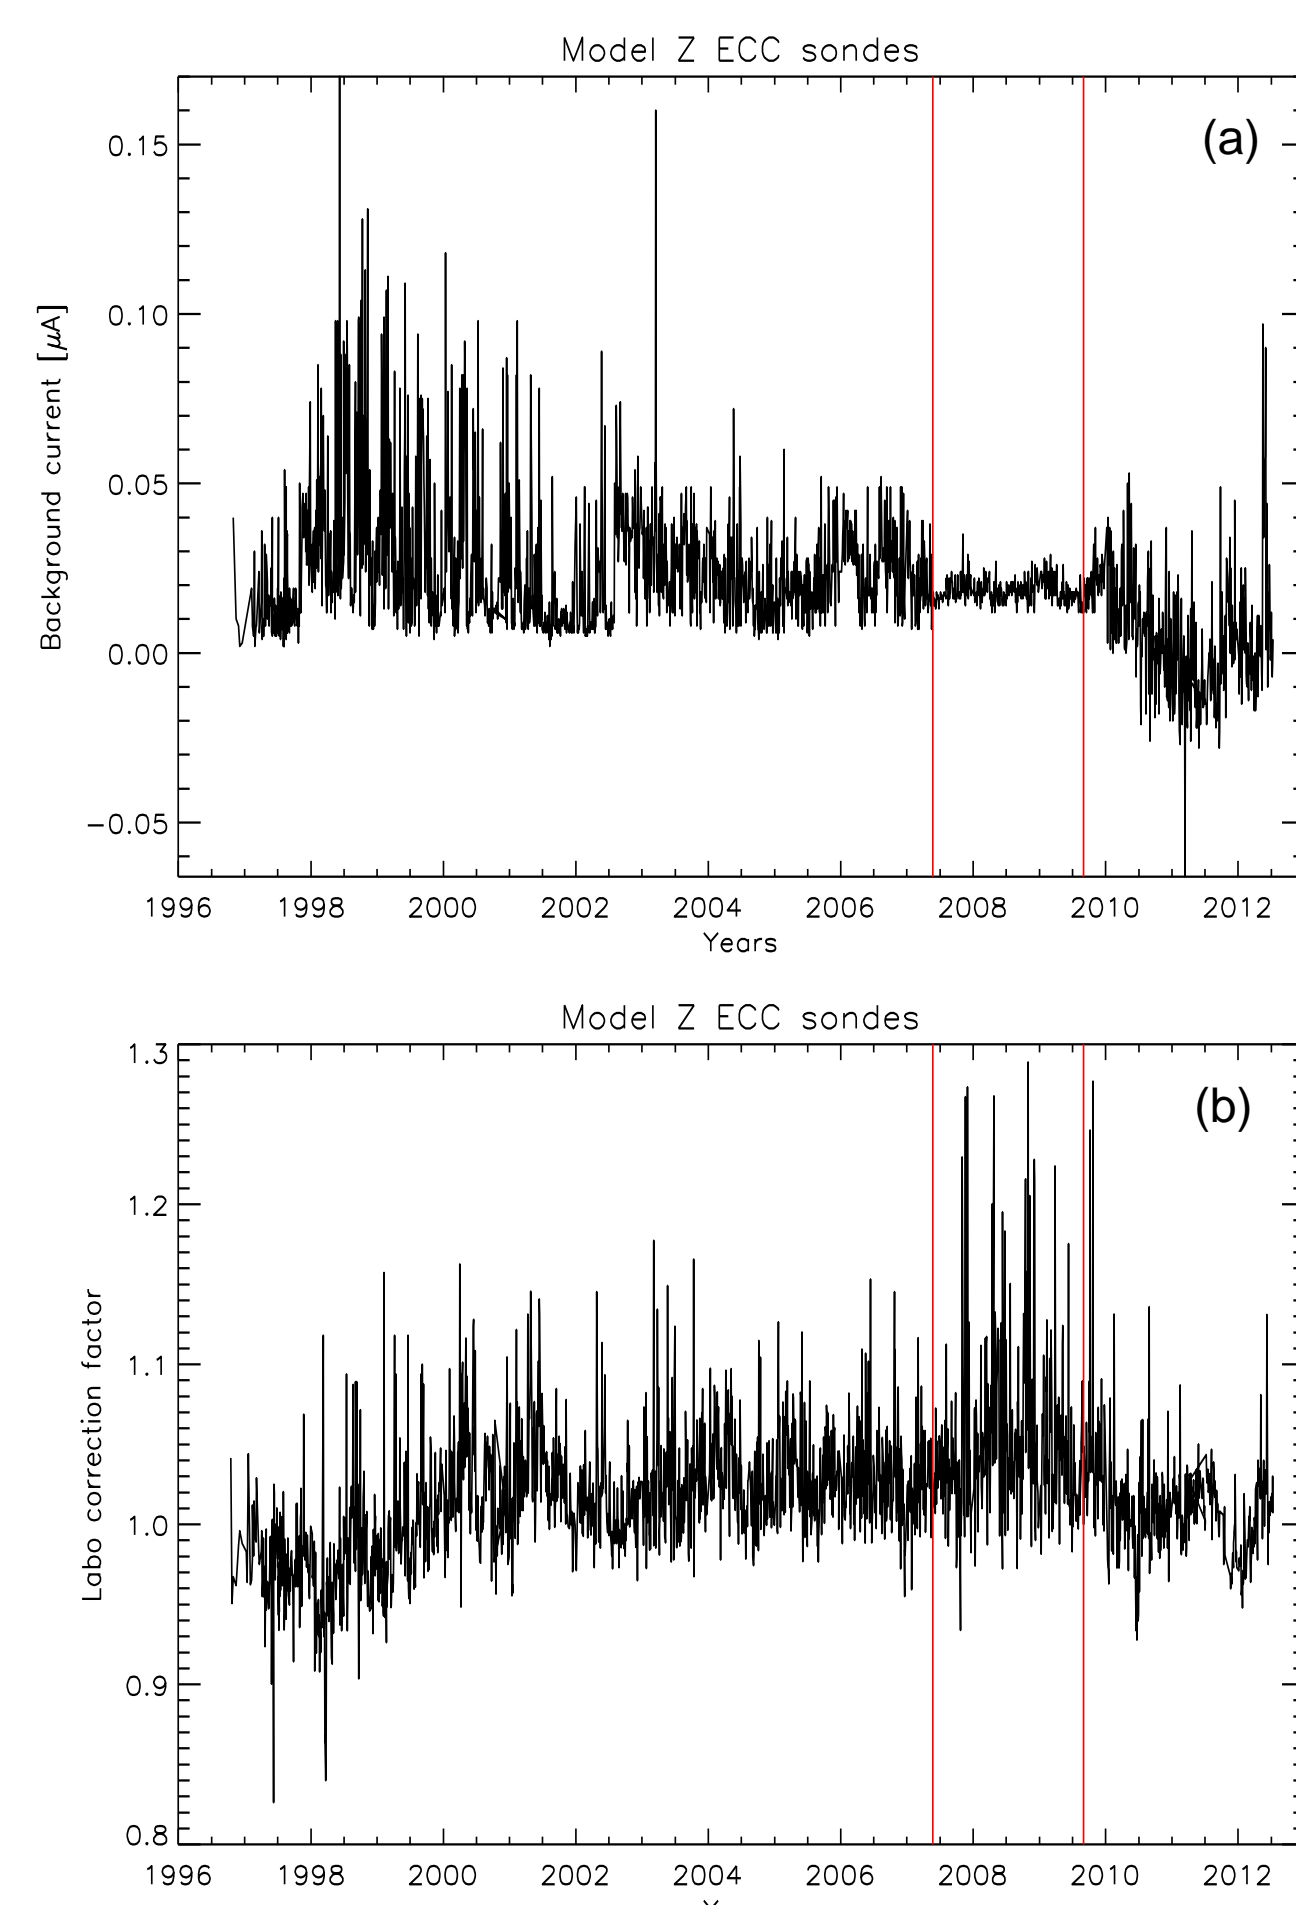 Model Z ECC sondes
(a)
0.15
0.10
0.05
0.00
−0.05
Background current [μA]
1996 1998 2000 2002 2004 2006 2008 2010 2012
Years
Model Z ECC sondes
(b)
1.3
1.2
1.1
1.0
0.9
0.8
Labo correction factor
1996 1998 2000 2002 2004 2006 2008 2010 2012